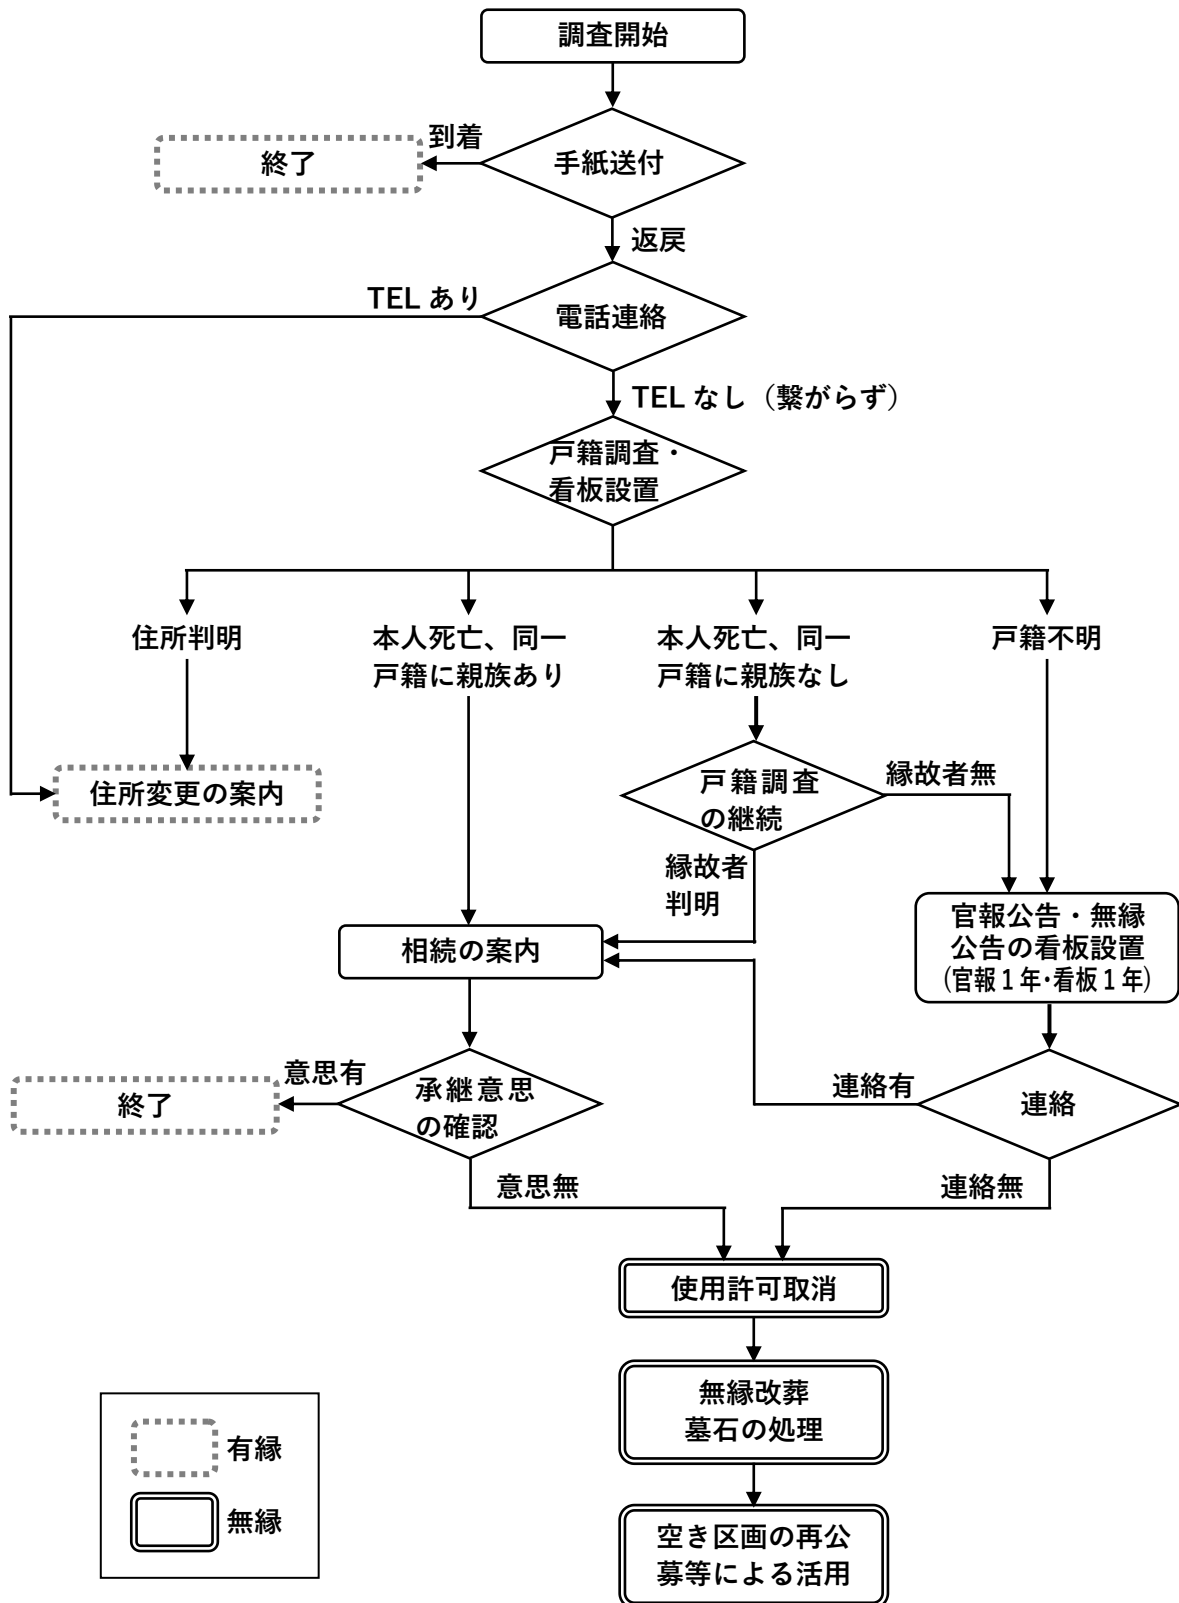 調査開始
到着
終了
手紙送付
返戻
TEL あり
電話連絡
TEL なし（繋がらず）
戸籍調査・
看板設置
住所判明
本人死亡、同一
戸籍に親族あり
本人死亡、同一
戸籍に親族なし
戸籍不明
住所変更の案内
戸籍調査
の継続
縁故者無
縁故者
判明
相続の案内
官報公告・無縁
公告の看板設置
(官報１年･看板１年)
意思有
終了
承継意思
の確認
連絡有
連絡
意思無
連絡無
使用許可取消
無縁改葬
墓石の処理
空き区画の再公
募等による活用
有縁
無縁